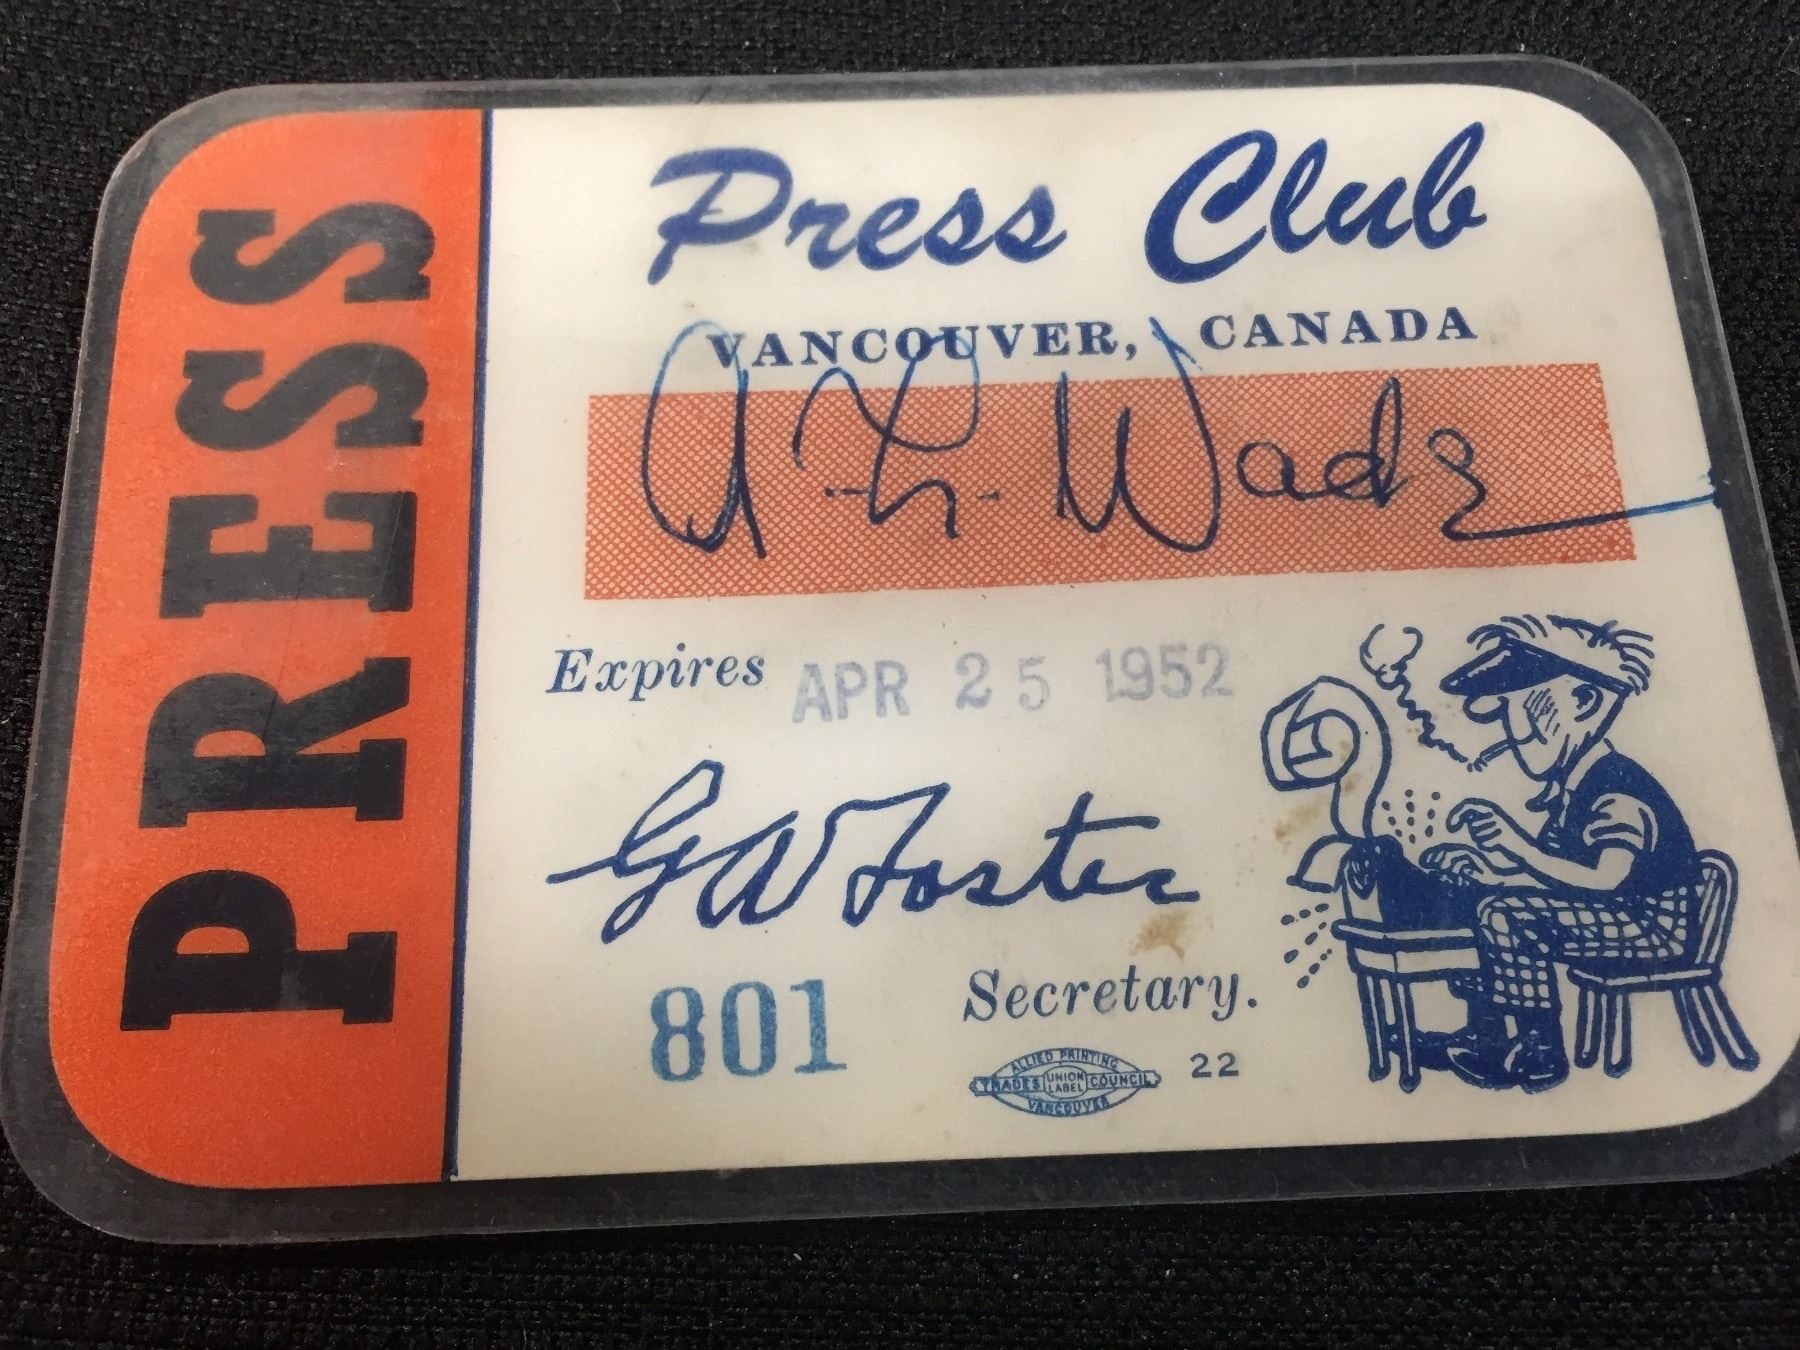 PRESS
Press Club
VANCOUVER, CANADA
A. L. Wade
Expires APR 25 1952
GWFoster
801 Secretary.
ALLIED PRINTING
TRADES UNION LABEL COUNCIL
VANCOUVER
22